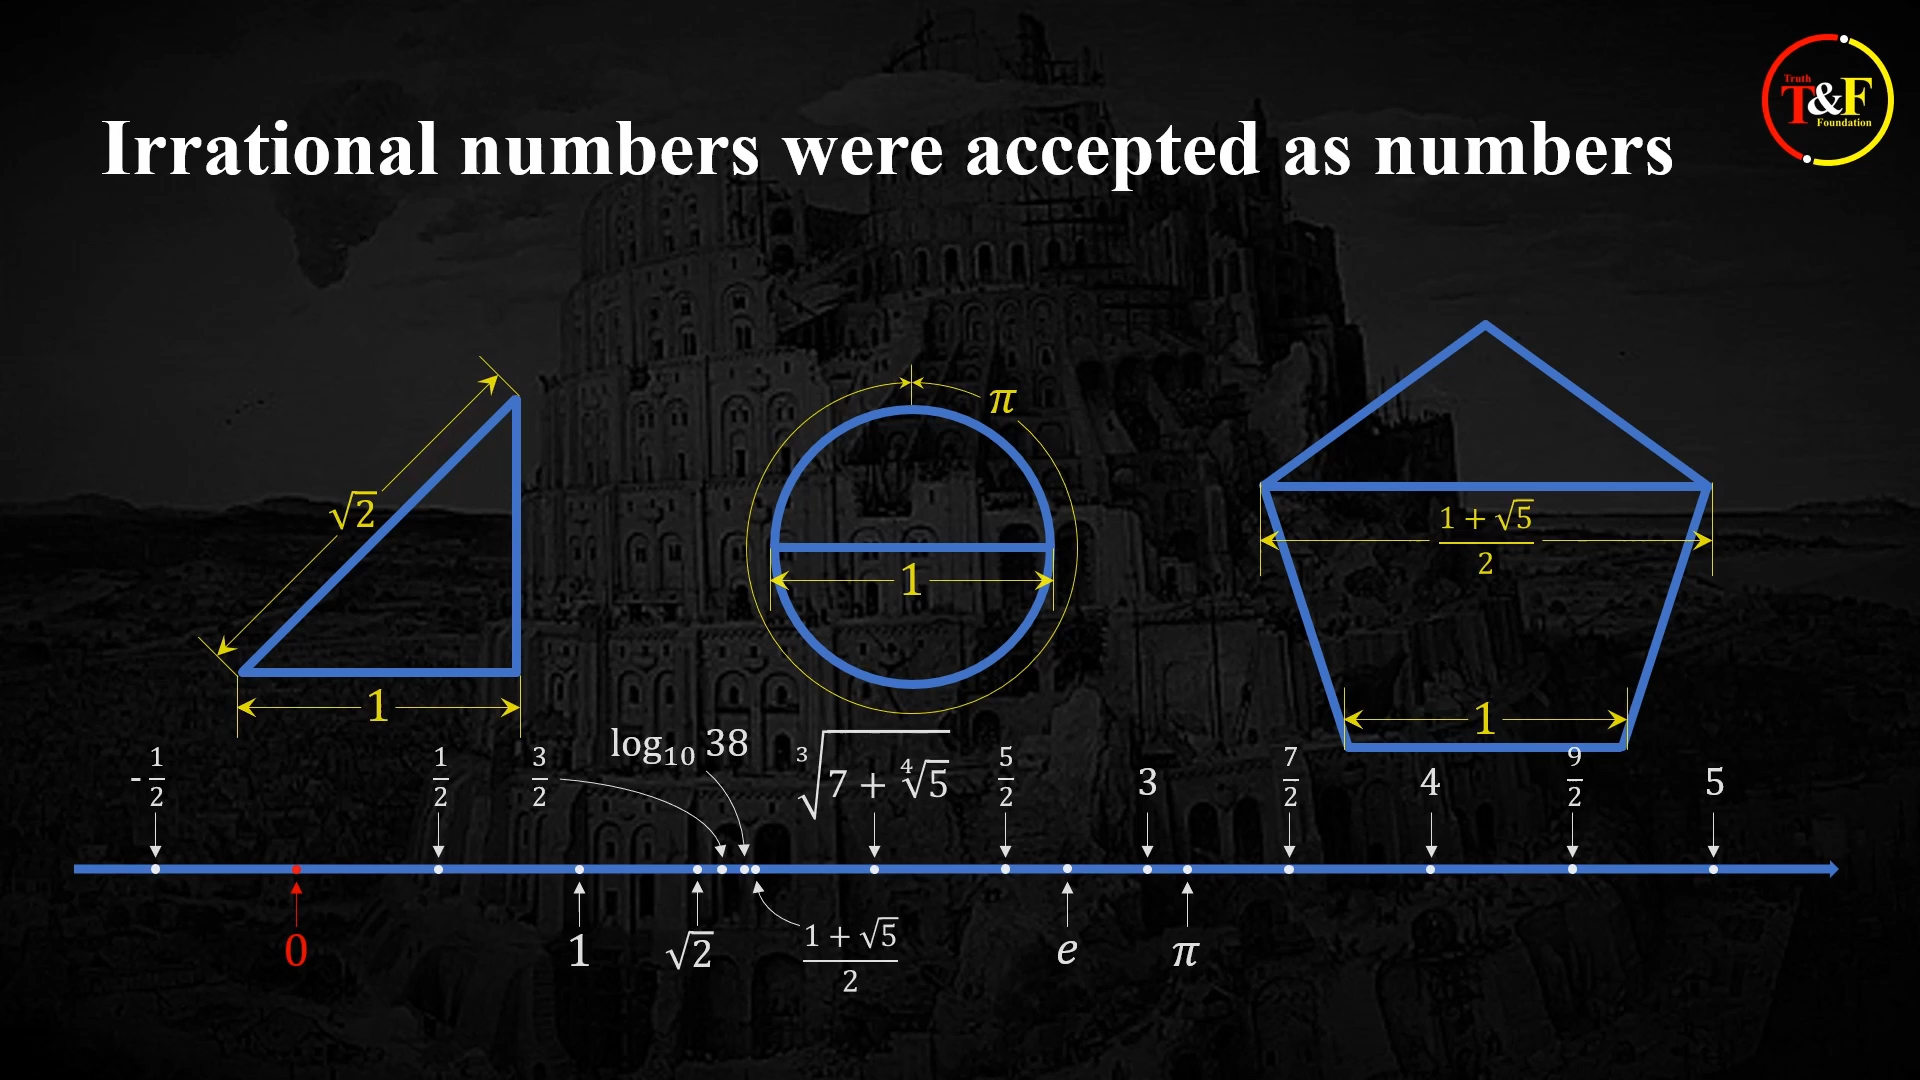 Irrational numbers were accepted as numbers
Truth
T&F
Foundation
√2
1
π
1
(1 + √5)/2
1
-1/2
1/2
3/2
log₁₀ 38
∛(7 + ∜5)
5/2
3
7/2
4
9/2
5
0
1
√2
(1 + √5)/2
e
π